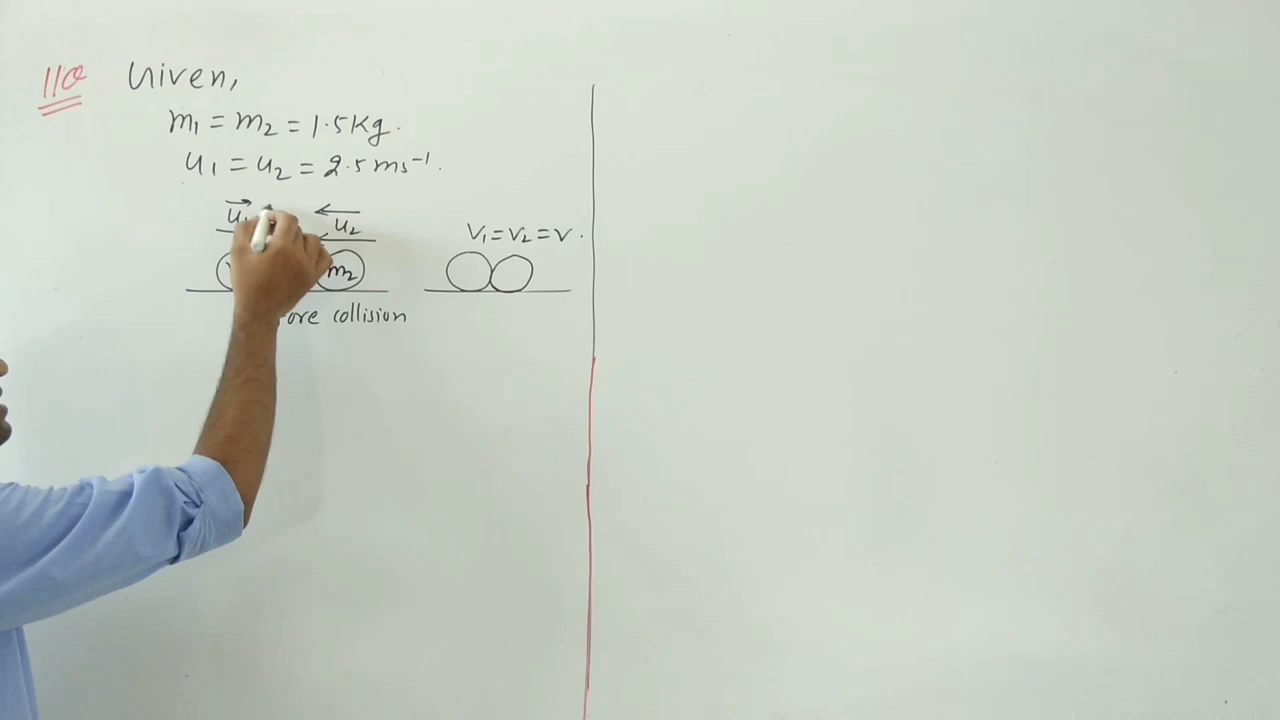 11Q Given,
m₁ = m₂ = 1.5 Kg.
u₁ = u₂ = 2.5 ms⁻¹.
u₁ u₂ v₁ = v₂ = v.
m₂
collision